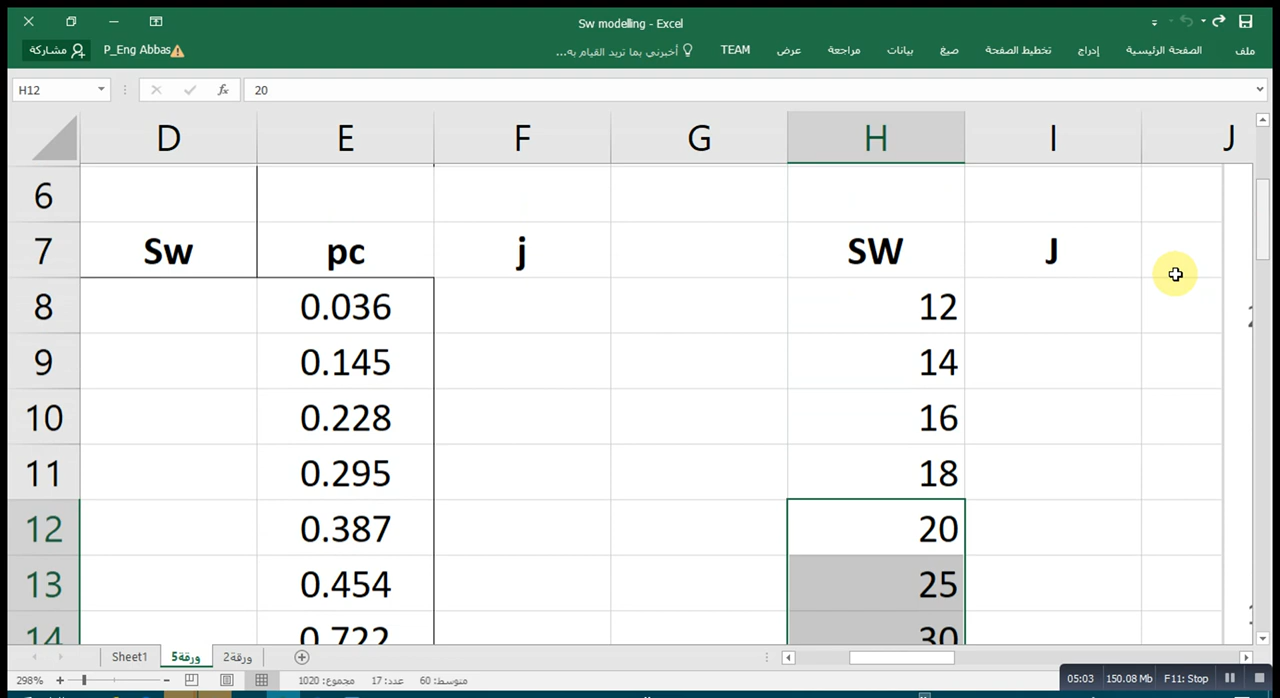 Sw modelling - Excel
مشاركة P_Eng Abbas
ملف الصفحة الرئيسية إدراج تخطيط الصفحة صيغ بيانات مراجعة عرض TEAM أخبرني بما تريد القيام به...
H12 fx 20
D E F G H I J
6
7 Sw pc j SW J
8 0.036 12
9 0.145 14
10 0.228 16
11 0.295 18
12 0.387 20
13 0.454 25
14 0.722 30
Sheet1 ورقة5 ورقة2
298% مجموع: 1020 عدد: 17 متوسط: 60
05:03 150.08 Mb F11: Stop